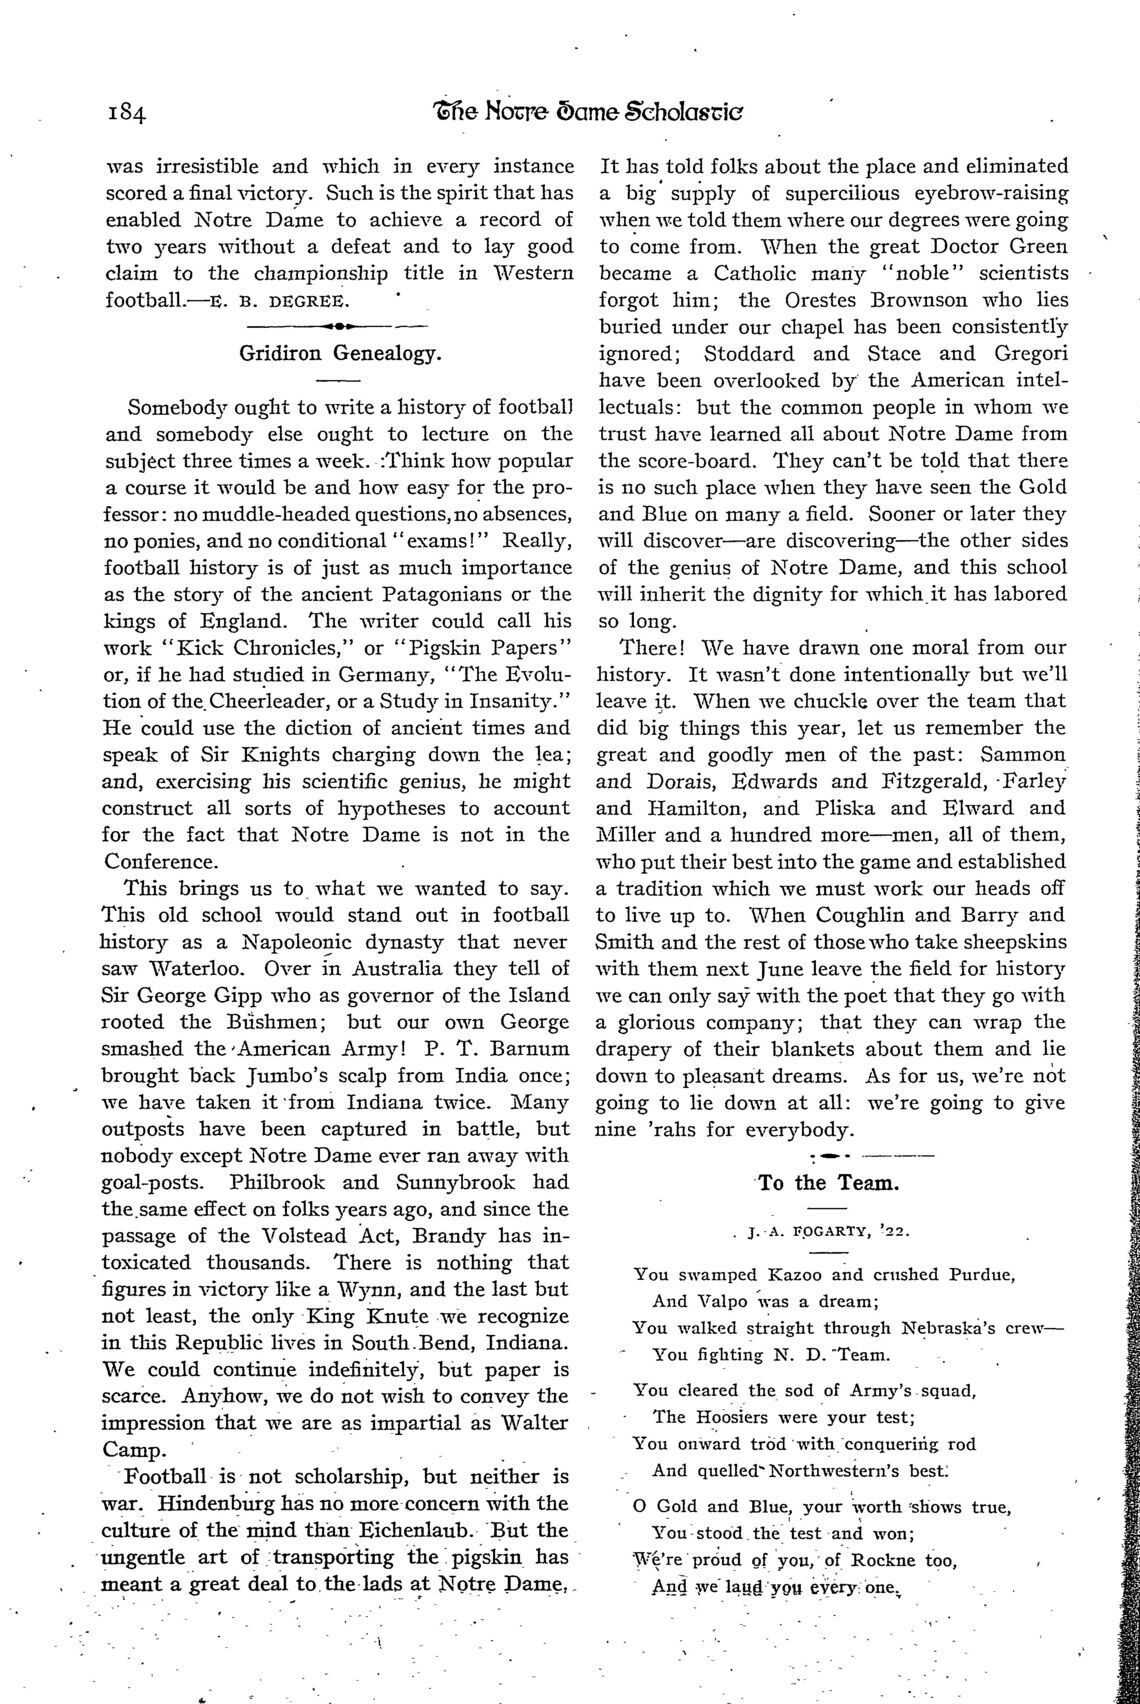 184
The Notre Dame Scholastic
was irresistible and which in every instance
scored a final victory. Such is the spirit that has
enabled Notre Dame to achieve a record of
two years without a defeat and to lay good
claim to the championship title in Western
football.—E. B. DEGREE.
Gridiron Genealogy.
Somebody ought to write a history of football
and somebody else ought to lecture on the
subject three times a week. Think how popular
a course it would be and how easy for the pro-
fessor: no muddle-headed questions, no absences,
no ponies, and no conditional "exams!" Really,
football history is of just as much importance
as the story of the ancient Patagonians or the
kings of England. The writer could call his
work "Kick Chronicles," or "Pigskin Papers"
or, if he had studied in Germany, "The Evolu-
tion of the Cheerleader, or a Study in Insanity."
He could use the diction of ancient times and
speak of Sir Knights charging down the lea;
and, exercising his scientific genius, he might
construct all sorts of hypotheses to account
for the fact that Notre Dame is not in the
Conference.
This brings us to what we wanted to say.
This old school would stand out in football
history as a Napoleonic dynasty that never
saw Waterloo. Over in Australia they tell of
Sir George Gipp who as governor of the Island
rooted the Bushmen; but our own George
smashed the American Army! P. T. Barnum
brought back Jumbo's scalp from India once;
we have taken it from Indiana twice. Many
outposts have been captured in battle, but
nobody except Notre Dame ever ran away with
goal-posts. Philbrook and Sunnybrook had
the same effect on folks years ago, and since the
passage of the Volstead Act, Brandy has in-
toxicated thousands. There is nothing that
figures in victory like a Wynn, and the last but
not least, the only King Knute we recognize
in this Republic lives in South Bend, Indiana.
We could continue indefinitely, but paper is
scarce. Anyhow, we do not wish to convey the
impression that we are as impartial as Walter
Camp.
Football is not scholarship, but neither is
war. Hindenburg has no more concern with the
culture of the mind than Eichenlaub. But the
ungentle art of transporting the pigskin has
meant a great deal to the lads at Notre Dame.
It has told folks about the place and eliminated
a big supply of supercilious eyebrow-raising
when we told them where our degrees were going
to come from. When the great Doctor Green
became a Catholic many "noble" scientists
forgot him; the Orestes Brownson who lies
buried under our chapel has been consistently
ignored; Stoddard and Stace and Gregori
have been overlooked by the American intel-
lectuals: but the common people in whom we
trust have learned all about Notre Dame from
the score-board. They can't be told that there
is no such place when they have seen the Gold
and Blue on many a field. Sooner or later they
will discover—are discovering—the other sides
of the genius of Notre Dame, and this school
will inherit the dignity for which it has labored
so long.
There! We have drawn one moral from our
history. It wasn't done intentionally but we'll
leave it. When we chuckle over the team that
did big things this year, let us remember the
great and goodly men of the past: Sammon
and Dorais, Edwards and Fitzgerald, Farley
and Hamilton, and Pliska and Elward and
Miller and a hundred more—men, all of them,
who put their best into the game and established
a tradition which we must work our heads off
to live up to. When Coughlin and Barry and
Smith and the rest of those who take sheepskins
with them next June leave the field for history
we can only say with the poet that they go with
a glorious company; that they can wrap the
drapery of their blankets about them and lie
down to pleasant dreams. As for us, we're not
going to lie down at all: we're going to give
nine 'rahs for everybody.
To the Team.
J. A. FOGARTY, '22.
You swamped Kazoo and crushed Purdue,
And Valpo was a dream;
You walked straight through Nebraska's crew—
You fighting N. D. Team.
You cleared the sod of Army's squad,
The Hoosiers were your test;
You onward trod with conquering rod
And quelled Northwestern's best.
O Gold and Blue, your worth shows true,
You stood the test and won;
We're proud of you, of Rockne too,
And we laud you every one.